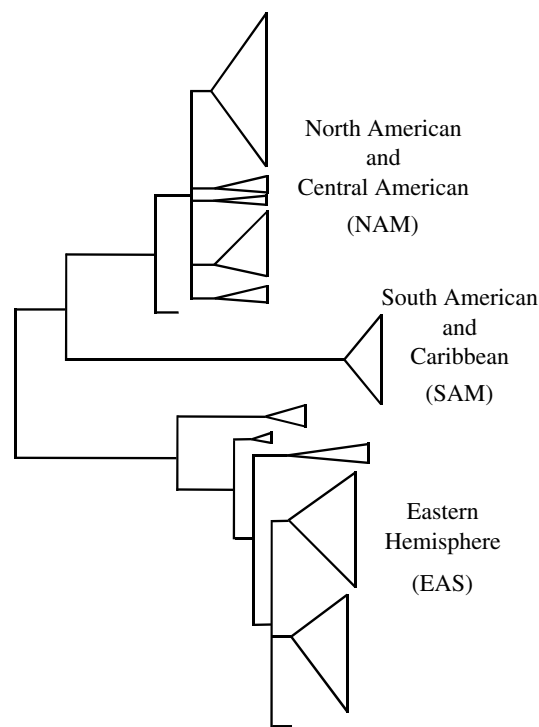 North American
and
Central American
(NAM)
South American
and
Caribbean
(SAM)
Eastern
Hemisphere
(EAS)